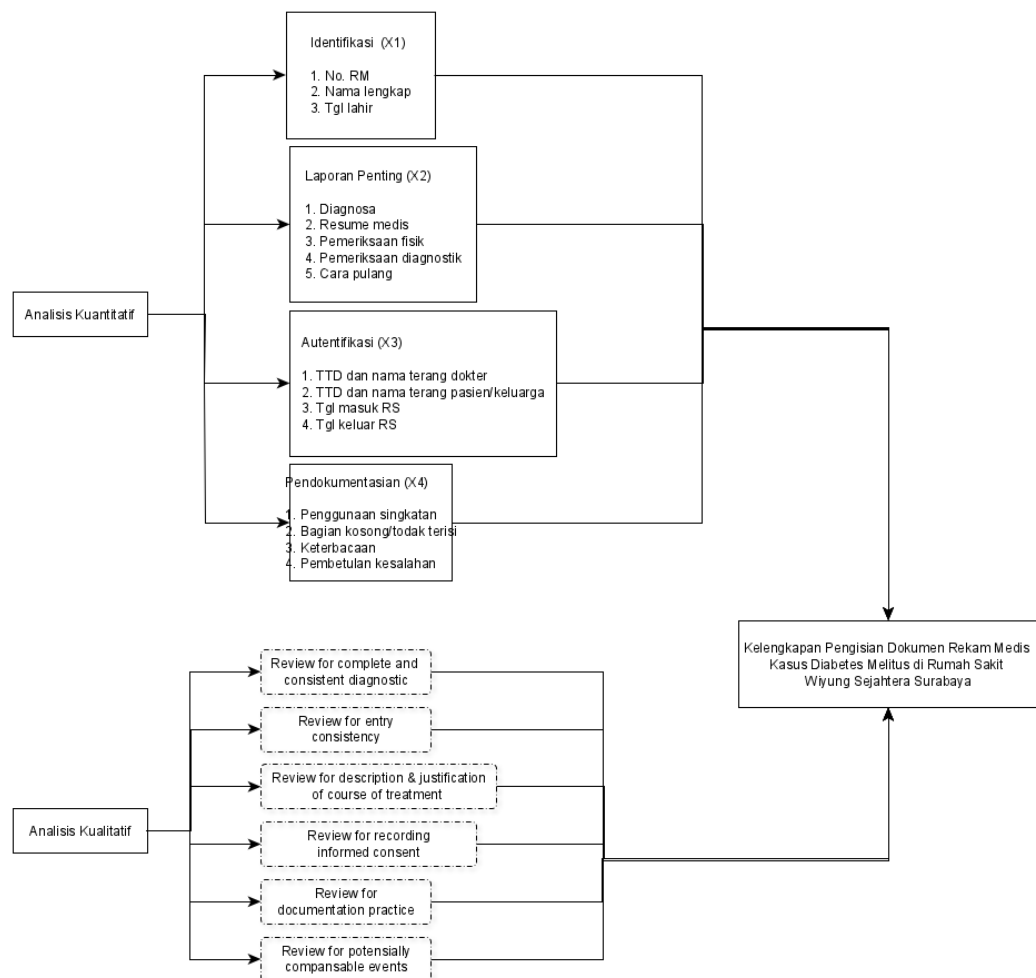 Identifikasi (X1)
1. No. RM
2. Nama lengkap
3. Tgl lahir
Laporan Penting (X2)
1. Diagnosa
2. Resume medis
3. Pemeriksaan fisik
4. Pemeriksaan diagnostik
5. Cara pulang
Analisis Kuantitatif
Autentifikasi (X3)
1. TTD dan nama terang dokter
2. TTD dan nama terang pasien/keluarga
3. Tgl masuk RS
4. Tgl keluar RS
Pendokumentasian (X4)
1. Penggunaan singkatan
2. Bagian kosong/todak terisi
3. Keterbacaan
4. Pembetulan kesalahan
Kelengkapan Pengisian Dokumen Rekam Medis
Kasus Diabetes Melitus di Rumah Sakit
Wiyung Sejahtera Surabaya
Review for complete and
consistent diagnostic
Review for entry
consistency
Review for description & justification
of course of treatment
Analisis Kualitatif
Review for recording
informed consent
Review for
documentation practice
Review for potensially
compansable events